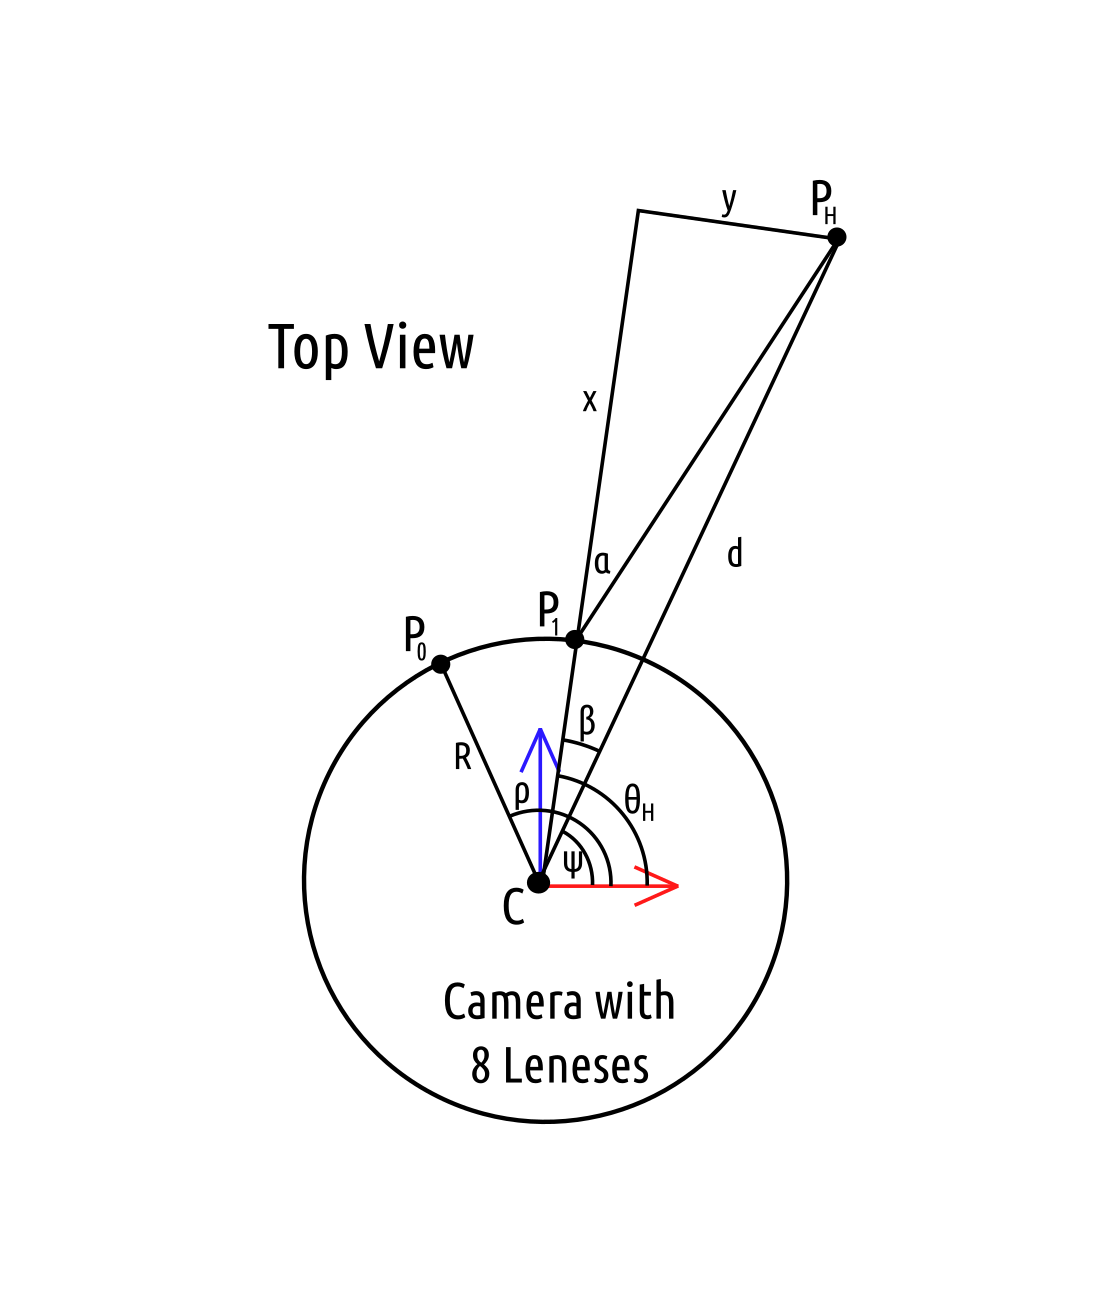 y
P_H
Top View
x
d
α
P_1
P_0
β
R
ρ
θ_H
ψ
C
Camera with
8 Leneses